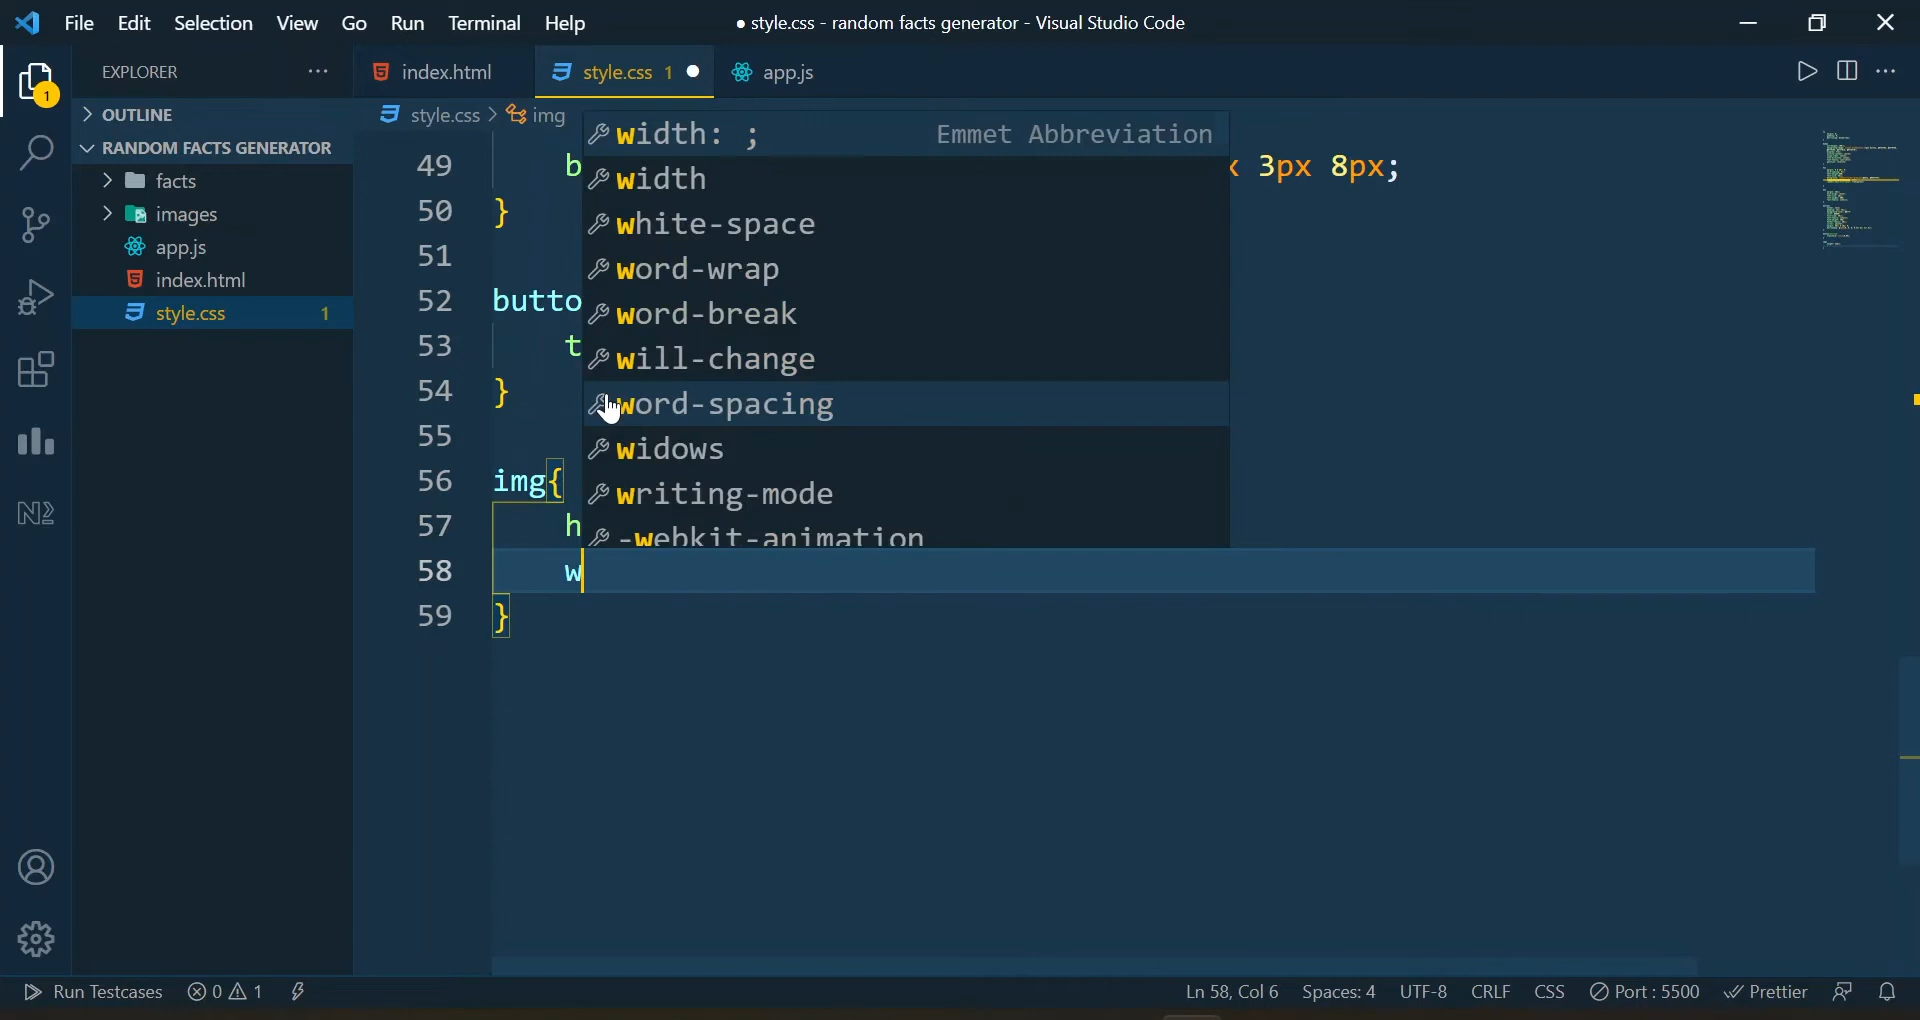 File Edit Selection View Go Run Terminal Help
● style.css - random facts generator - Visual Studio Code
EXPLORER ···
index.html
style.css 1 ●
app.js
1
OUTLINE
RANDOM FACTS GENERATOR
facts
images
app.js
index.html
style.css 1
style.css > img
width: ; Emmet Abbreviation
width
white-space
word-wrap
word-break
will-change
word-spacing
widows
writing-mode
-webkit-animation
49 b 3px 8px;
50 }
51
52 butto
53 t
54 }
55
56 img{
57 h
58 w
59 }
Run Testcases 0 1
Ln 58, Col 6 Spaces: 4 UTF-8 CRLF CSS Port : 5500 Prettier